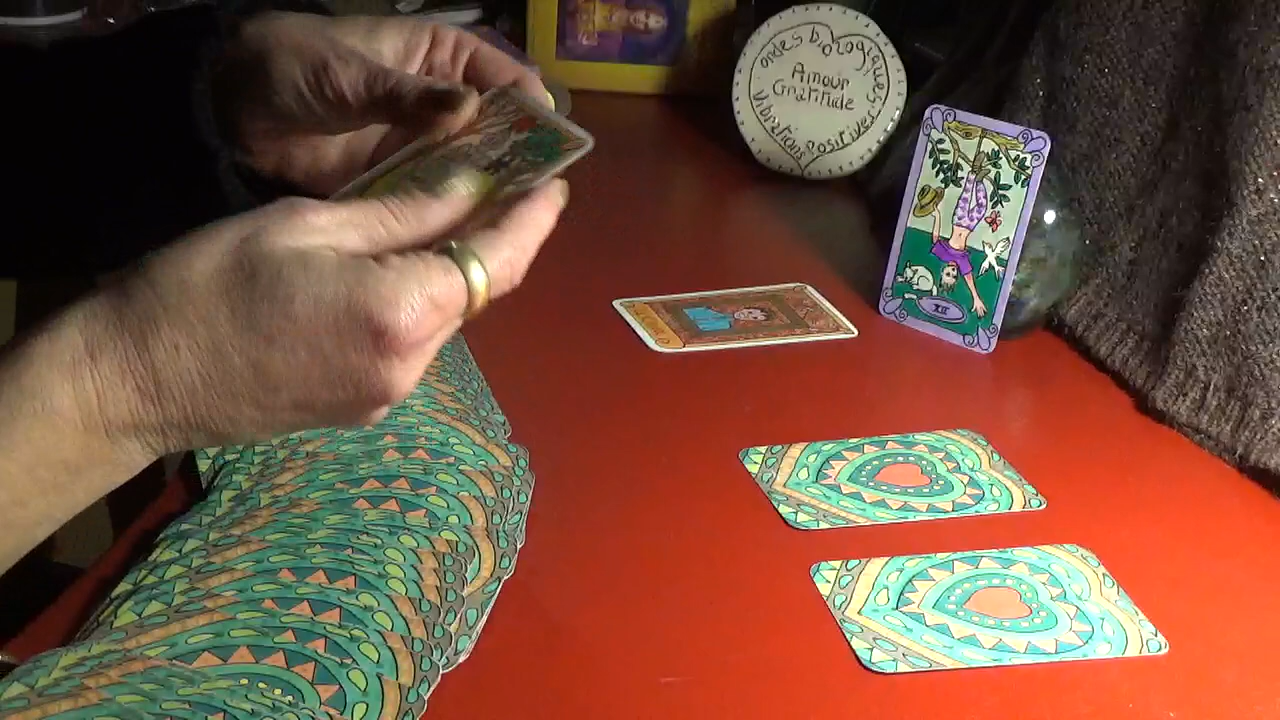 ondes biologiques
Amour
Gratitude
Vibrations positives
XII